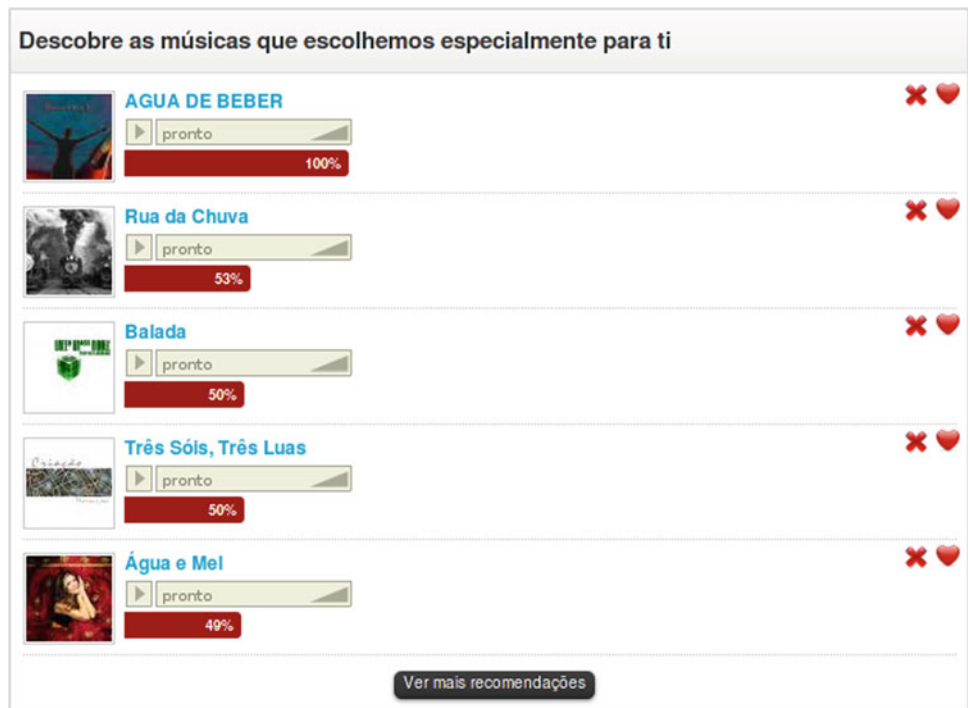 Descobre as músicas que escolhemos especialmente para ti
AGUA DE BEBER
pronto
100%
Rua da Chuva
pronto
53%
Balada
pronto
50%
Três Sóis, Três Luas
Criação
pronto
50%
Água e Mel
pronto
49%
Ver mais recomendações